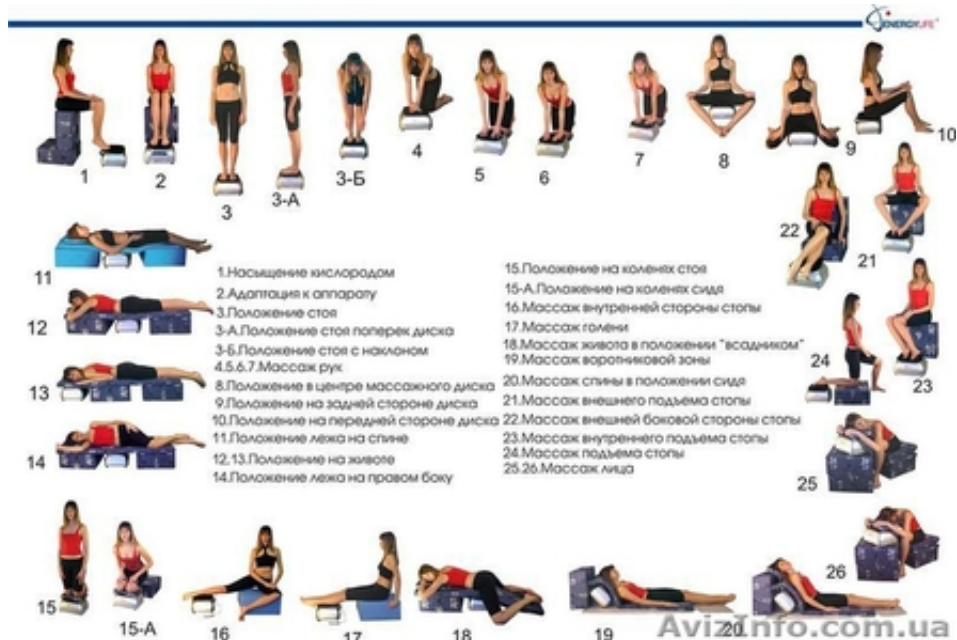 ENERGYLIFE
1
2
3
3-А
3-Б
4
5
6
7
8
9
10
11
12
13
14
22
21
24
23
25
26
1.Насыщение кислородом
2.Адаптация к аппарату
3.Положение стоя
3-А.Положение стоя поперек диска
3-Б.Положение стоя с наклоном
4.5.6.7.Массаж рук
8.Положение в центре массажного диска
9.Положение на задней стороне диска
10.Положение на передней стороне диска
11.Положение лежа на спине
12,13.Положение на животе
14.Положение лежа на правом боку
15.Положение на коленях стоя
15-А.Положение на коленях сидя
16.Массаж внутренней стороны стопы
17.Массаж голени
18.Массаж живота в положении "всадником"
19.Массаж воротниковой зоны
20.Массаж спины в положении сидя
21.Массаж внешнего подъема стопы
22.Массаж внешней боковой стороны стопы
23.Массаж внутреннего подъема стопы
24.Массаж подъема стопы
25.26.Массаж лица
15
15-А
16
17
18
19
20
AvizInfo.com.ua